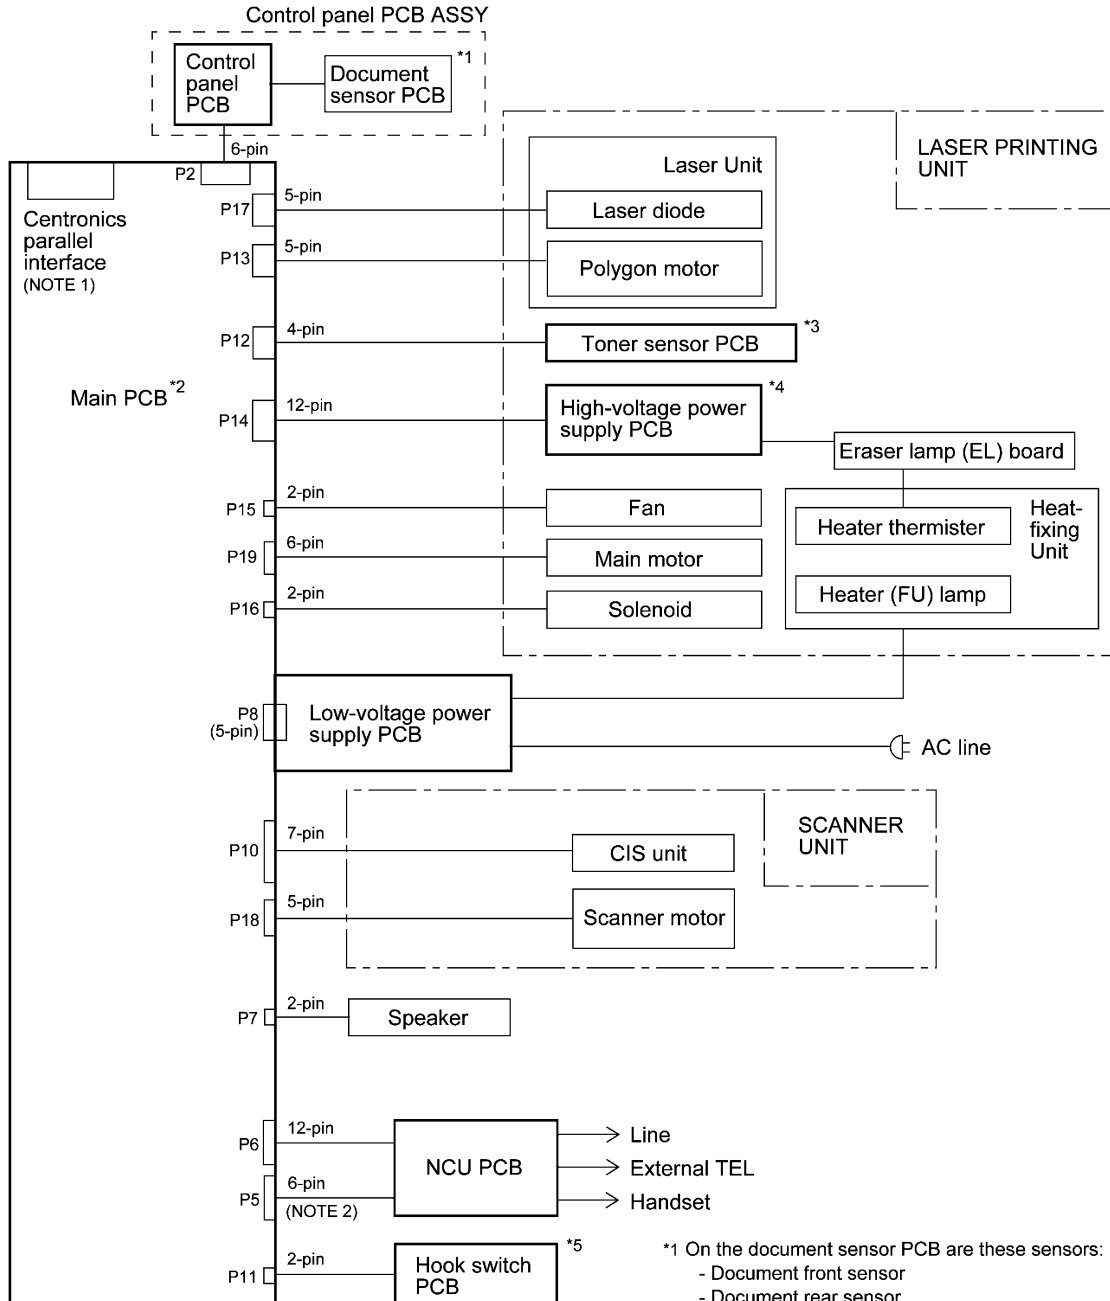 Control panel PCB ASSY
Control
panel
PCB
Document
sensor PCB
*1
6-pin
P2
LASER PRINTING
UNIT
Laser Unit
Centronics
parallel
interface
(NOTE 1)
P17
5-pin
Laser diode
P13
5-pin
Polygon motor
P12
4-pin
Toner sensor PCB
*3
Main PCB*2
P14
12-pin
High-voltage power
supply PCB
*4
Eraser lamp (EL) board
P15
2-pin
Fan
Heater thermister
Heat-
fixing
Unit
P19
6-pin
Main motor
P16
2-pin
Solenoid
Heater (FU) lamp
P8
(5-pin)
Low-voltage power
supply PCB
AC line
SCANNER
UNIT
P10
7-pin
CIS unit
P18
5-pin
Scanner motor
P7
2-pin
Speaker
P6
12-pin
NCU PCB
Line
External TEL
Handset
P5
6-pin
(NOTE 2)
P11
2-pin
Hook switch
PCB
*5
*1 On the document sensor PCB are these sensors:
- Document front sensor
- Document rear sensor